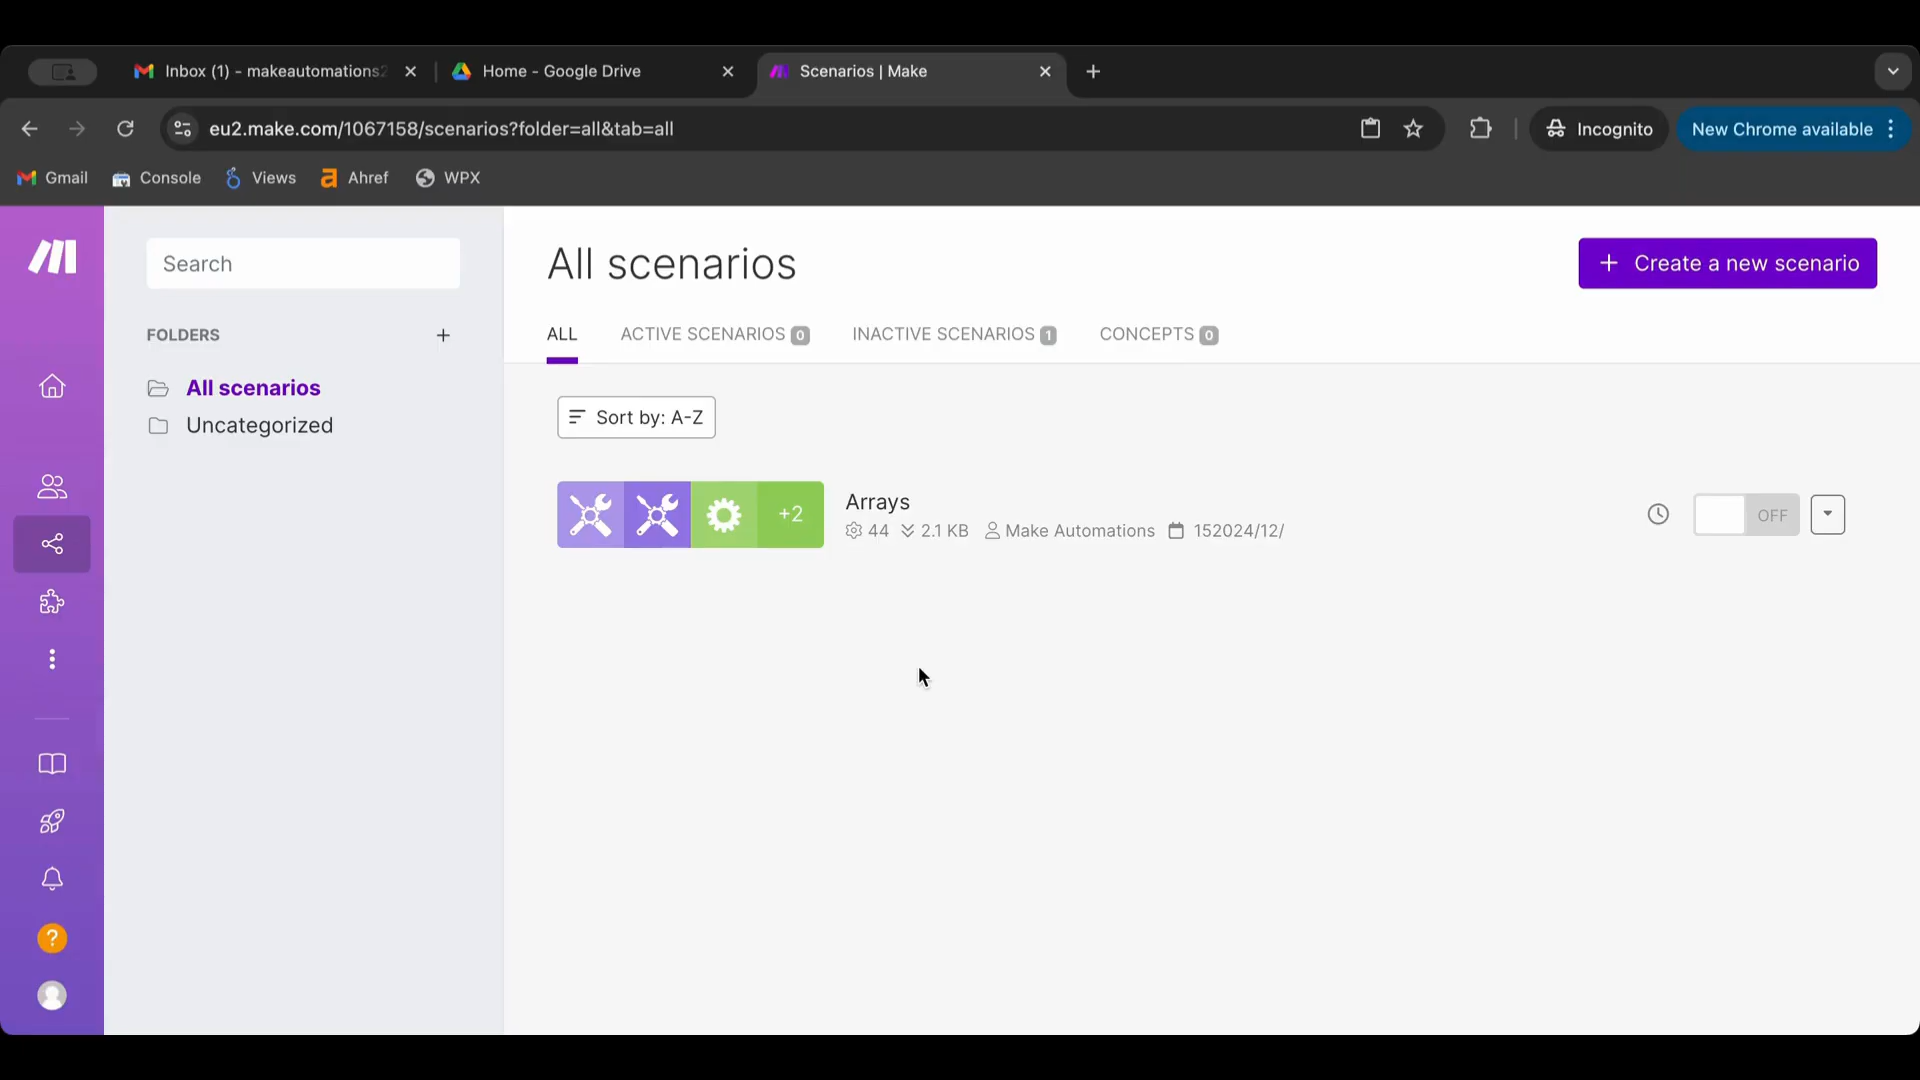 Inbox (1) - makeautomations2
Home - Google Drive
Scenarios | Make
eu2.make.com/1067158/scenarios?folder=all&tab=all
Incognito
New Chrome available
Gmail
Console
Views
Ahref
WPX
Search
All scenarios
+ Create a new scenario
FOLDERS +
ALL
ACTIVE SCENARIOS 0
INACTIVE SCENARIOS 1
CONCEPTS 0
All scenarios
Uncategorized
Sort by: A-Z
+2
Arrays
44 2.1 KB Make Automations 152024/12/
OFF
?